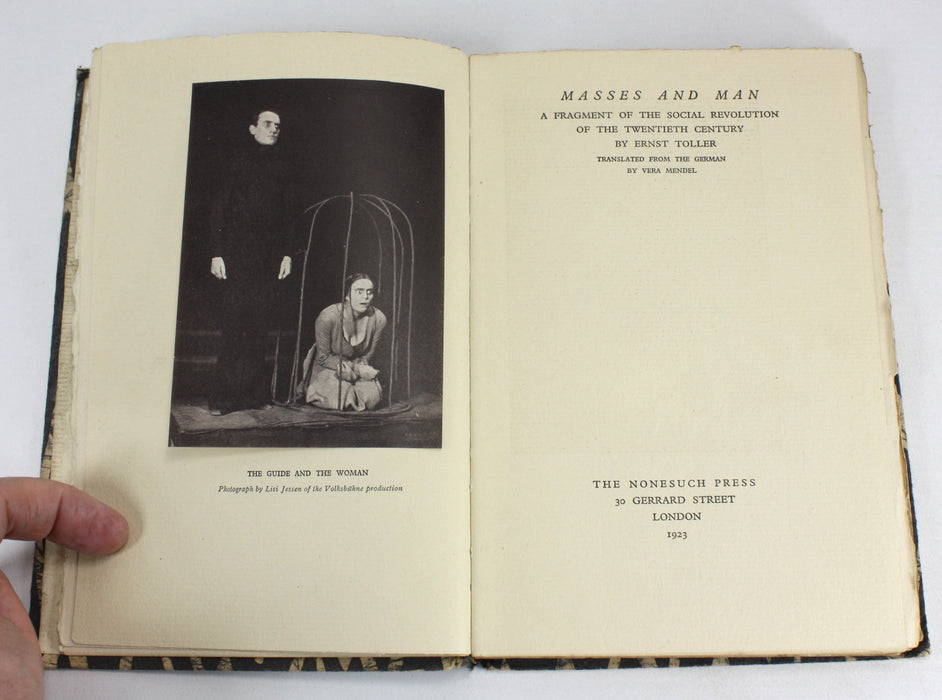 THE GUIDE AND THE WOMAN
Photograph by Lisi Jessen of the Volksbühne production
MASSES AND MAN
A FRAGMENT OF THE SOCIAL REVOLUTION
OF THE TWENTIETH CENTURY
BY ERNST TOLLER
TRANSLATED FROM THE GERMAN
BY VERA MENDEL
THE NONESUCH PRESS
30 GERRARD STREET
LONDON
1923